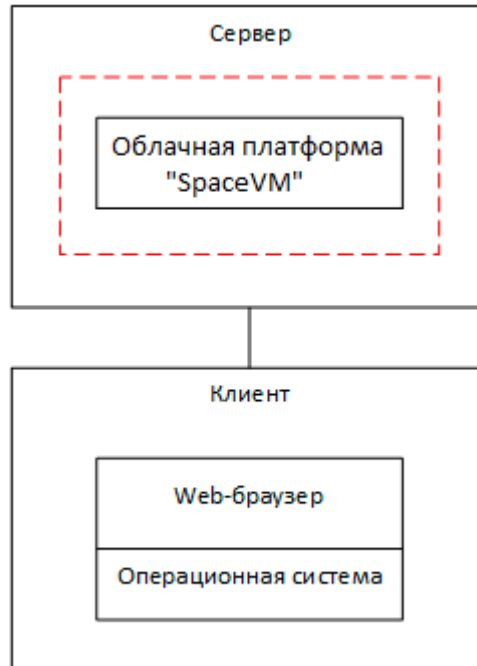 Сервер
Облачная платформа
"SpaceVM"
Клиент
Web-браузер
Операционная система